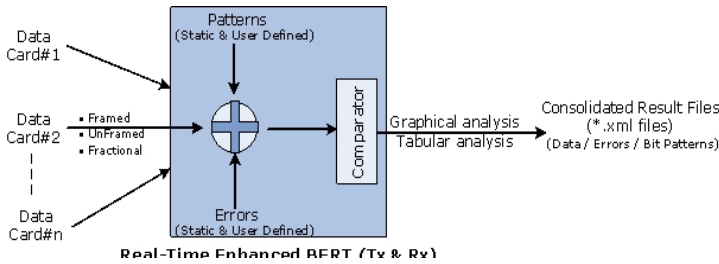 Patterns
(Static & User Defined)
Data
Card#1
Data
Card#2
▪ Framed
▪ UnFramed
▪ Fractional
Comparator
Graphical analysis
Tabular analysis
Consolidated Result Files
(*.xml files)
(Data / Errors / Bit Patterns)
Data
Card#n
Errors
(Static & User Defined)
Real-Time Enhanced BERT (Tx & Rx)